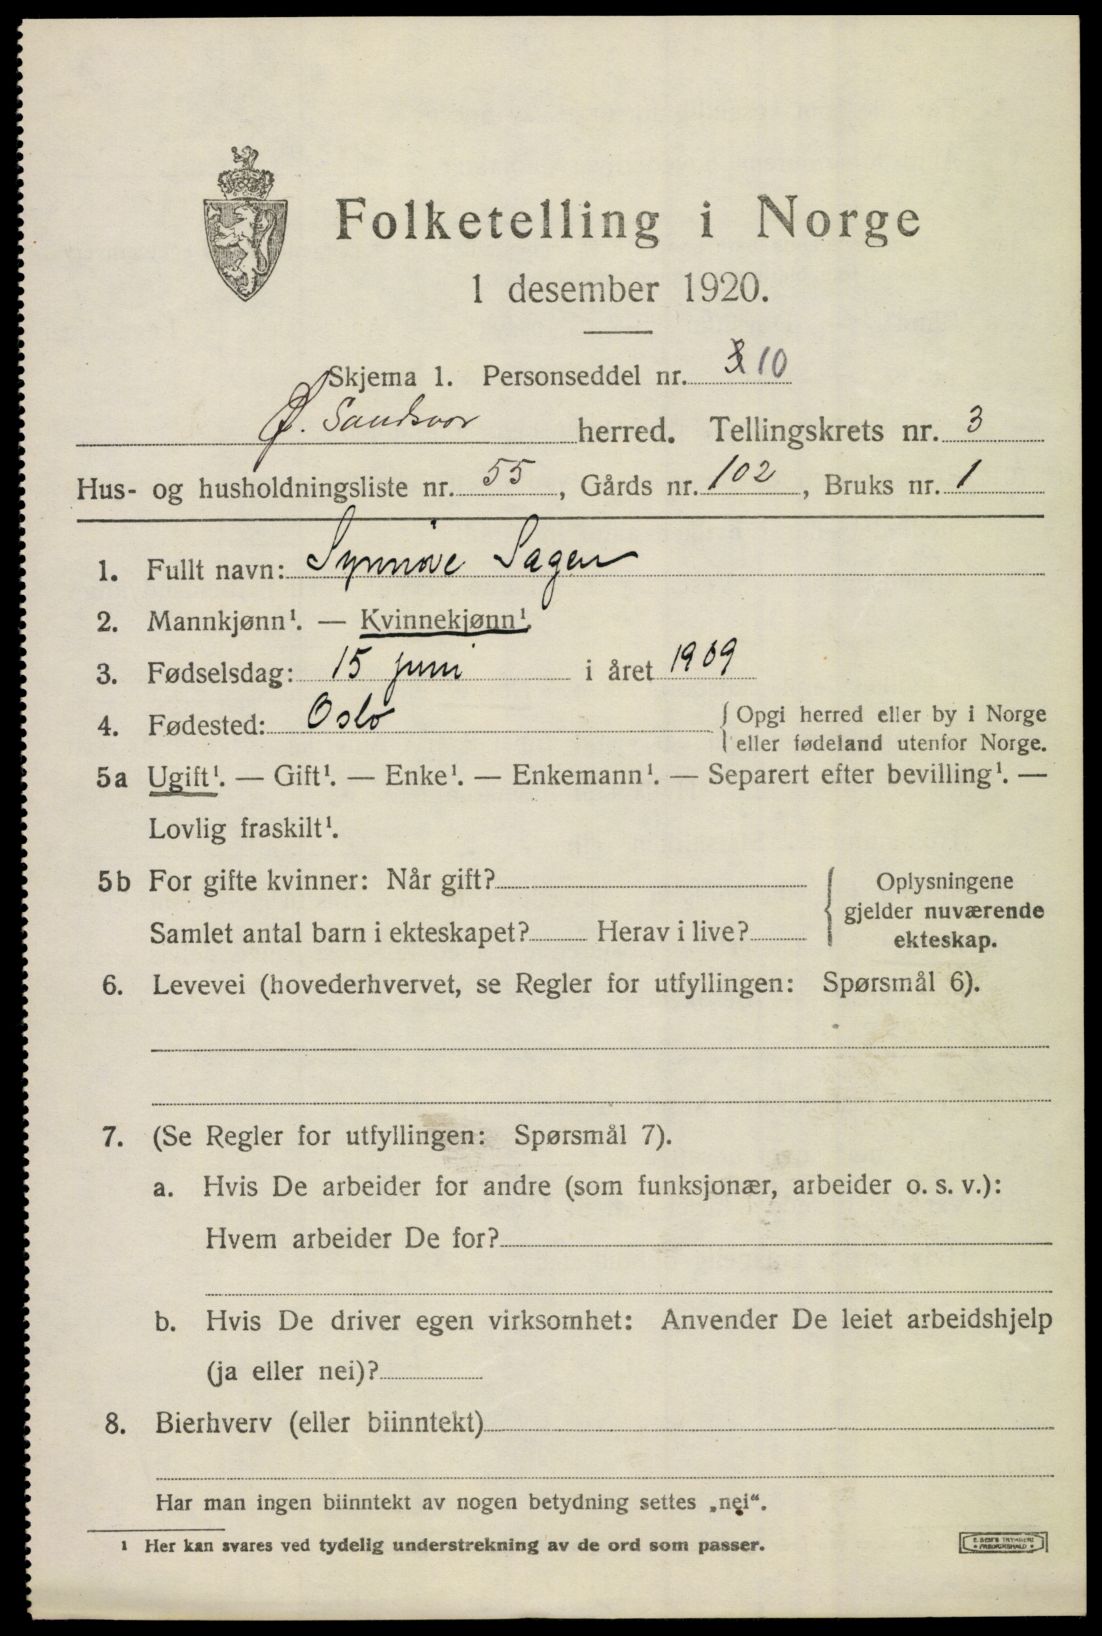 Folketelling i Norge
1 desember 1920.
Skjema 1. Personseddel nr. 3 10
Ø. Sandsvær herred. Tellingskrets nr. 3
Hus- og husholdningsliste nr. 55, Gårds nr. 102, Bruks nr. 1
1. Fullt navn: Synnøve Sagen
2. Mannkjønn¹. — Kvinnekjønn¹.
3. Fødselsdag: 15 juni i året 1909
4. Fødested: Oslo { Opgi herred eller by i Norge
eller fødeland utenfor Norge.
5a Ugift¹. — Gift¹. — Enke¹. — Enkemann¹. — Separert efter bevilling¹. —
Lovlig fraskilt¹.
5b For gifte kvinner: Når gift? { Oplysningene
gjelder nuværende
Samlet antal barn i ekteskapet? Herav i live? ekteskap.
6. Levevei (hovederhvervet, se Regler for utfyllingen: Spørsmål 6).
7. (Se Regler for utfyllingen: Spørsmål 7).
a. Hvis De arbeider for andre (som funksjonær, arbeider o. s. v.):
Hvem arbeider De for?
b. Hvis De driver egen virksomhet: Anvender De leiet arbeidshjelp
(ja eller nei)?
8. Bierhverv (eller biinntekt)
Har man ingen biinntekt av nogen betydning settes „nei“.
¹ Her kan svares ved tydelig understrekning av de ord som passer.